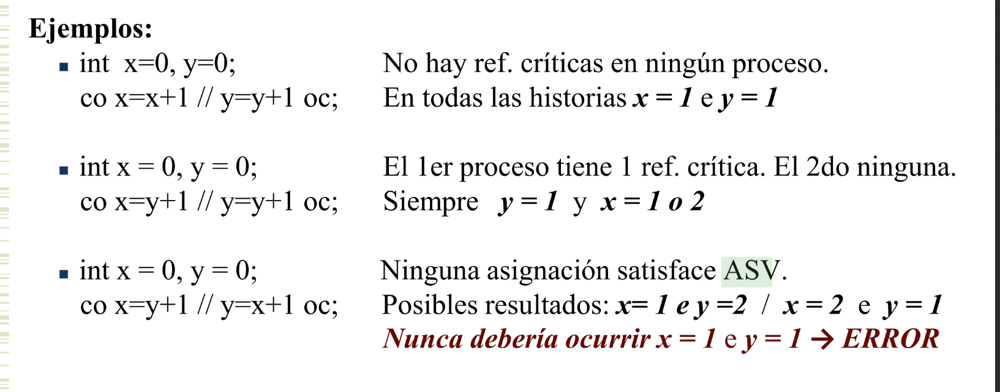 Ejemplos:
int x=0, y=0; No hay ref. críticas en ningún proceso.
co x=x+1 // y=y+1 oc; En todas las historias x = 1 e y = 1
int x = 0, y = 0; El 1er proceso tiene 1 ref. crítica. El 2do ninguna.
co x=y+1 // y=y+1 oc; Siempre y = 1 y x = 1 o 2
int x = 0, y = 0; Ninguna asignación satisface ASV.
co x=y+1 // y=x+1 oc; Posibles resultados: x= 1 e y =2 / x = 2 e y = 1
Nunca debería ocurrir x = 1 e y = 1 → ERROR